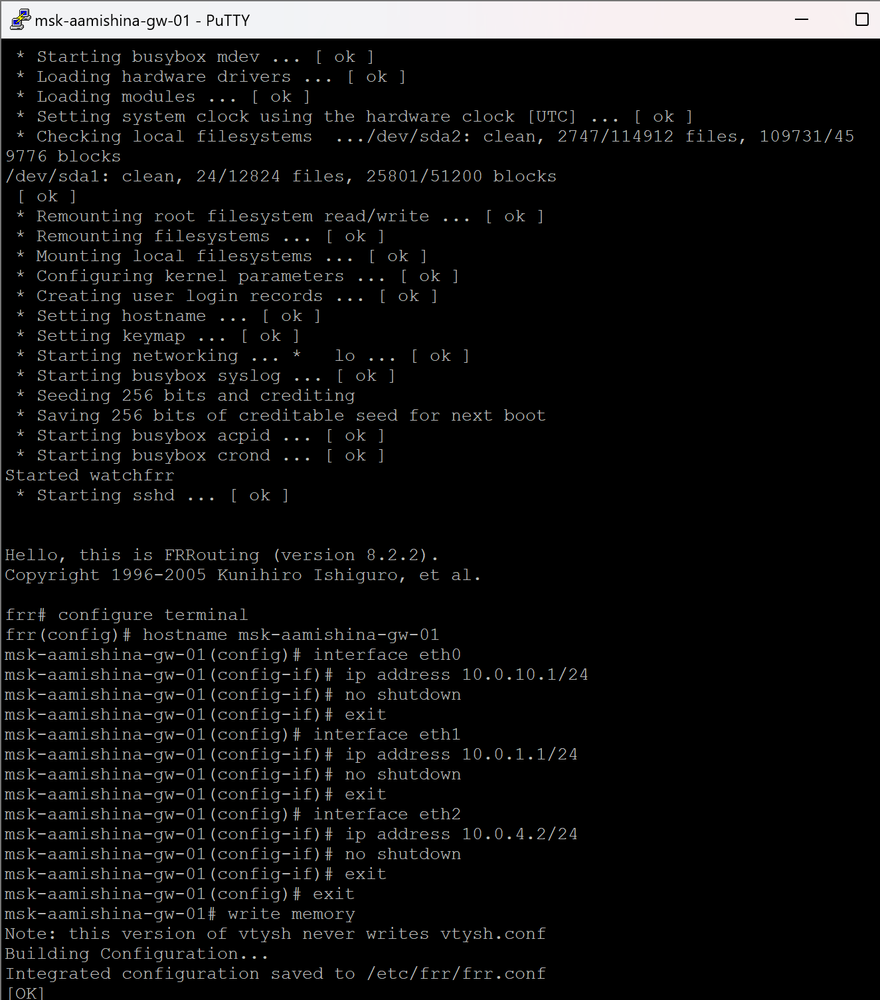 msk-aamishina-gw-01 - PuTTY
* Starting busybox mdev ... [ ok ]
* Loading hardware drivers ... [ ok ]
* Loading modules ... [ ok ]
* Setting system clock using the hardware clock [UTC] ... [ ok ]
* Checking local filesystems  .../dev/sda2: clean, 2747/114912 files, 109731/45
9776 blocks
/dev/sda1: clean, 24/12824 files, 25801/51200 blocks
[ ok ]
* Remounting root filesystem read/write ... [ ok ]
* Remounting filesystems ... [ ok ]
* Mounting local filesystems ... [ ok ]
* Configuring kernel parameters ... [ ok ]
* Creating user login records ... [ ok ]
* Setting hostname ... [ ok ]
* Setting keymap ... [ ok ]
* Starting networking ... *   lo ... [ ok ]
* Starting busybox syslog ... [ ok ]
* Seeding 256 bits and crediting
* Saving 256 bits of creditable seed for next boot
* Starting busybox acpid ... [ ok ]
* Starting busybox crond ... [ ok ]
Started watchfrr
* Starting sshd ... [ ok ]
Hello, this is FRRouting (version 8.2.2).
Copyright 1996-2005 Kunihiro Ishiguro, et al.
frr# configure terminal
frr(config)# hostname msk-aamishina-gw-01
msk-aamishina-gw-01(config)# interface eth0
msk-aamishina-gw-01(config-if)# ip address 10.0.10.1/24
msk-aamishina-gw-01(config-if)# no shutdown
msk-aamishina-gw-01(config-if)# exit
msk-aamishina-gw-01(config)# interface eth1
msk-aamishina-gw-01(config-if)# ip address 10.0.1.1/24
msk-aamishina-gw-01(config-if)# no shutdown
msk-aamishina-gw-01(config-if)# exit
msk-aamishina-gw-01(config)# interface eth2
msk-aamishina-gw-01(config-if)# ip address 10.0.4.2/24
msk-aamishina-gw-01(config-if)# no shutdown
msk-aamishina-gw-01(config-if)# exit
msk-aamishina-gw-01(config)# exit
msk-aamishina-gw-01# write memory
Note: this version of vtysh never writes vtysh.conf
Building Configuration...
Integrated configuration saved to /etc/frr/frr.conf
[OK]